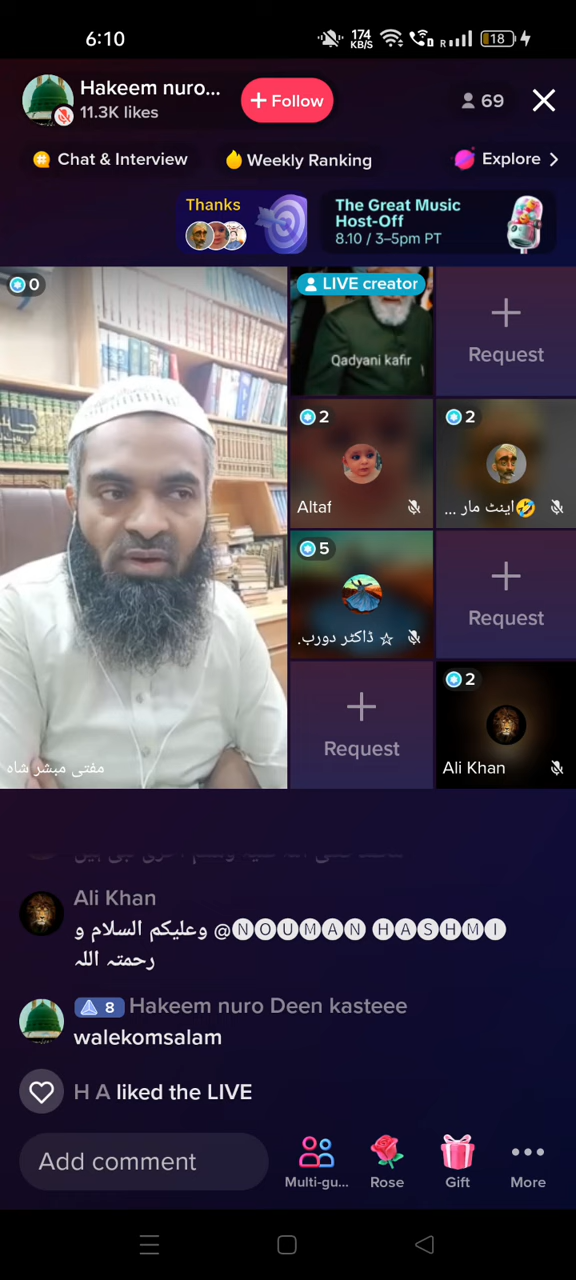 6:10
174
KB/S
R
18
Hakeem nuro...
11.3K likes
+ Follow
69
Chat & Interview
Weekly Ranking
Explore
Thanks
The Great Music
Host-Off
8.10 / 3–5pm PT
0
LIVE creator
Qadyani kafir
Request
2
Altaf
2
اینٹ مار ...
5
☆ ڈاکٹر دورب.
Request
مفتی مبشر شاہ
Request
2
Ali Khan
Ali Khan
وعلیکم السلام و @NOUMAN HASHMI
رحمتہ اللہ
8 Hakeem nuro Deen kasteee
walekomsalam
H A liked the LIVE
Add comment
Multi-gu...
Rose
Gift
More